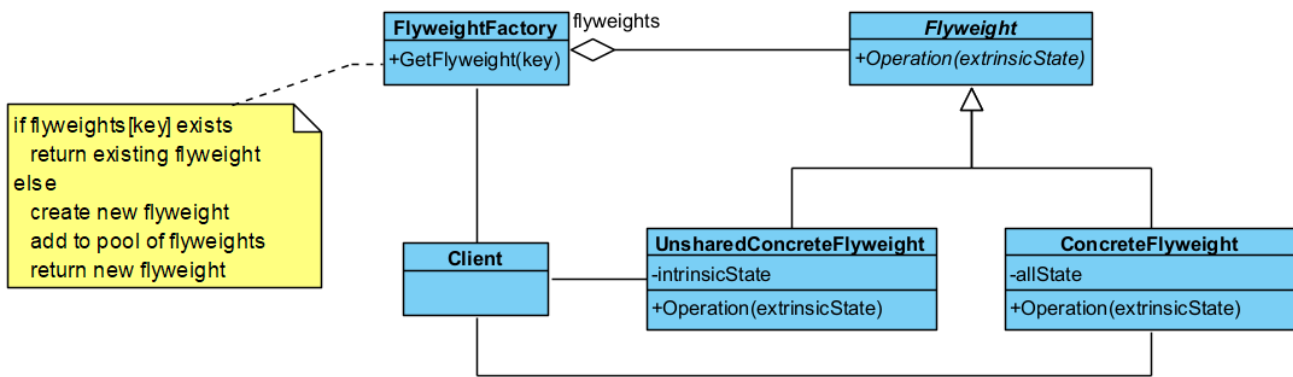 FlyweightFactory
+GetFlyweight(key)
flyweights
Flyweight
+Operation(extrinsicState)
if flyweights[key] exists
return existing flyweight
else
create new flyweight
add to pool of flyweights
return new flyweight
Client
UnsharedConcreteFlyweight
-intrinsicState
+Operation(extrinsicState)
ConcreteFlyweight
-allState
+Operation(extrinsicState)